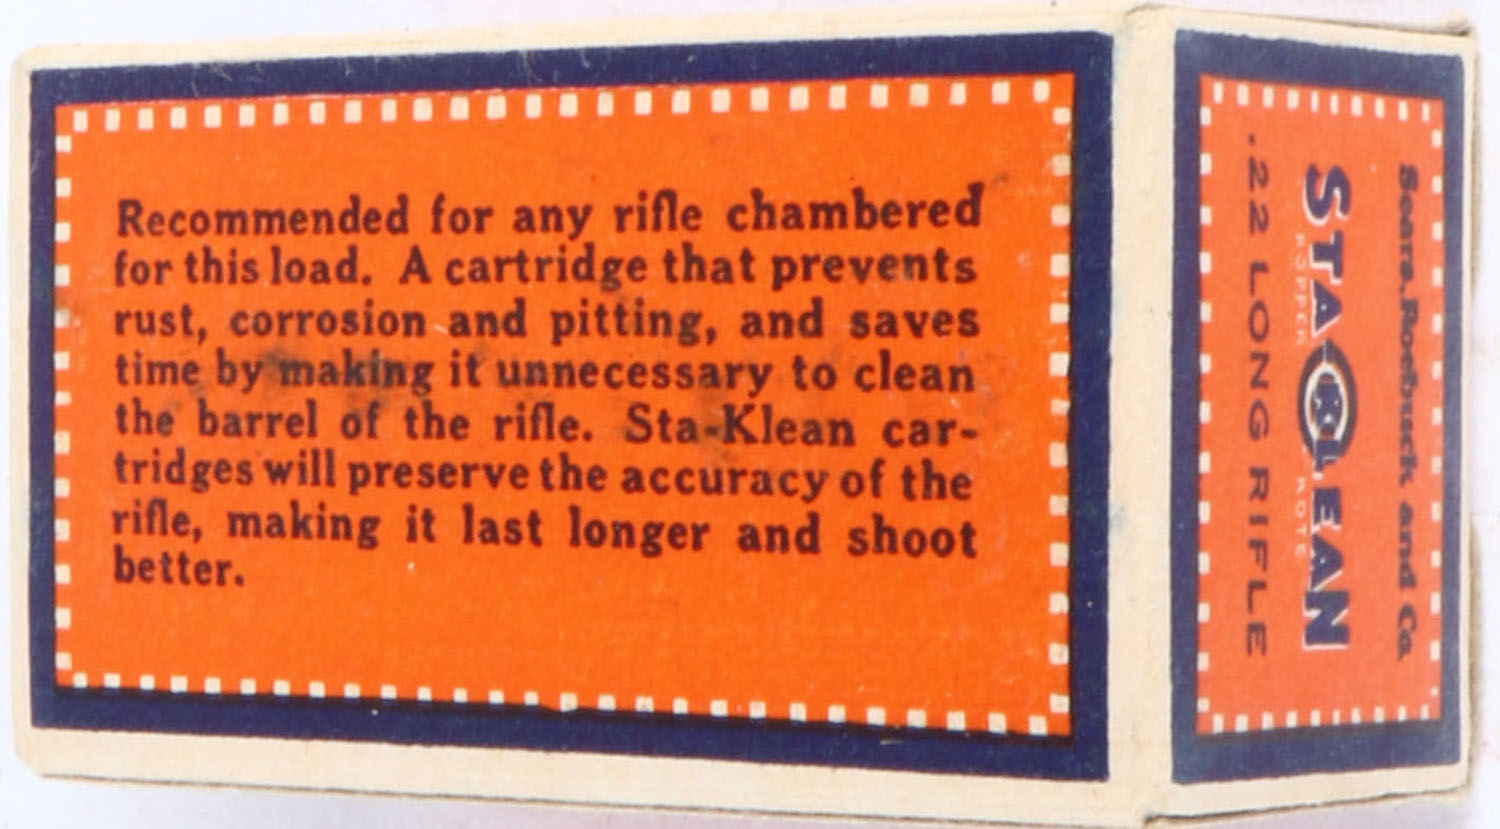 Recommended for any rifle chambered
for this load. A cartridge that prevents
rust, corrosion and pitting, and saves
time by making it unnecessary to clean
the barrel of the rifle. Sta-Klean car-
tridges will preserve the accuracy of the
rifle, making it last longer and shoot
better.
Sears, Roebuck and Co.
STA KLEAN
KOPPER KOTE
.22 LONG RIFLE